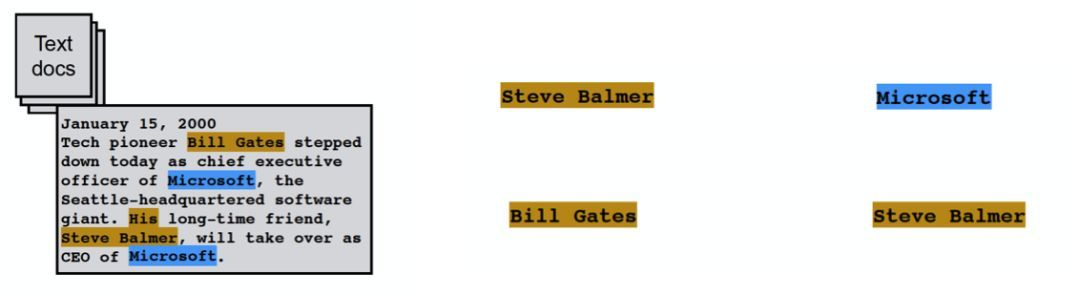 Text
docs
January 15, 2000
Tech pioneer Bill Gates stepped
down today as chief executive
officer of Microsoft, the
Seattle-headquartered software
giant. His long-time friend,
Steve Balmer, will take over as
CEO of Microsoft.
Steve Balmer
Microsoft
Bill Gates
Steve Balmer